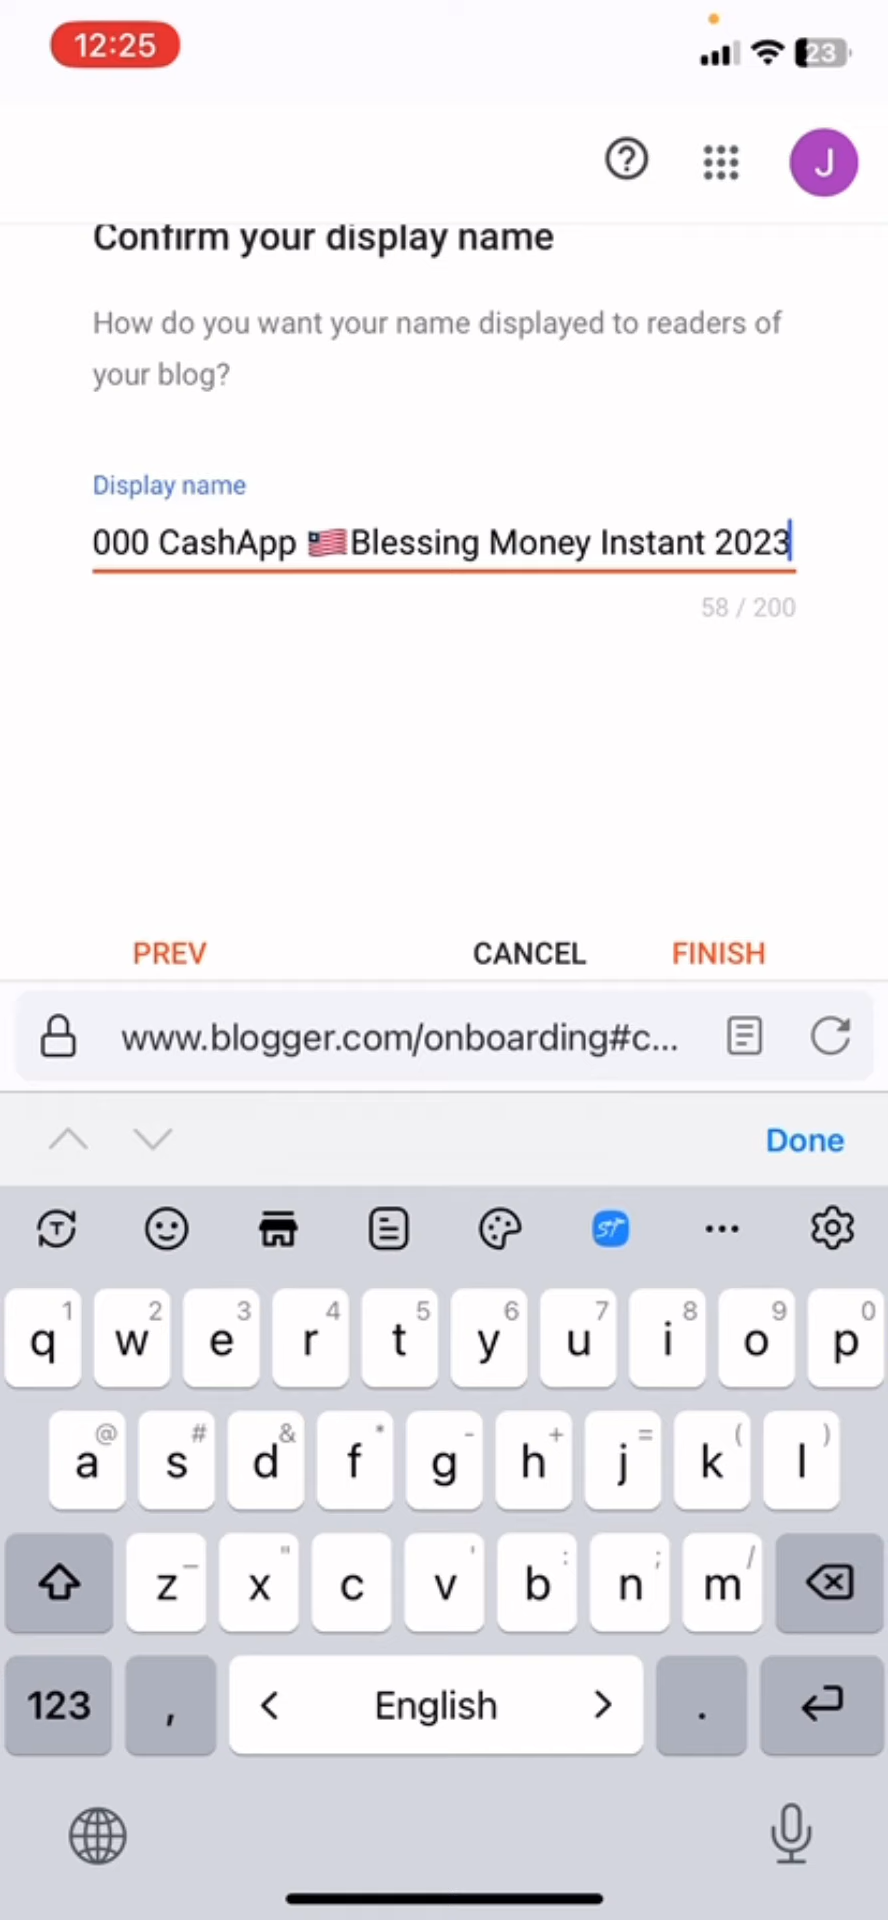 12:25
23
J
Confirm your display name
How do you want your name displayed to readers of
your blog?
Display name
000 CashApp 🇺🇸Blessing Money Instant 2023
58 / 200
PREV CANCEL FINISH
www.blogger.com/onboarding#c...
Done
T ST
1 2 3 4 5 6 7 8 9 0
q w e r t y u i o p
@ # & * - + = ( )
a s d f g h j k l
_ " ' : ; /
z x c v b n m
123 , < English > .